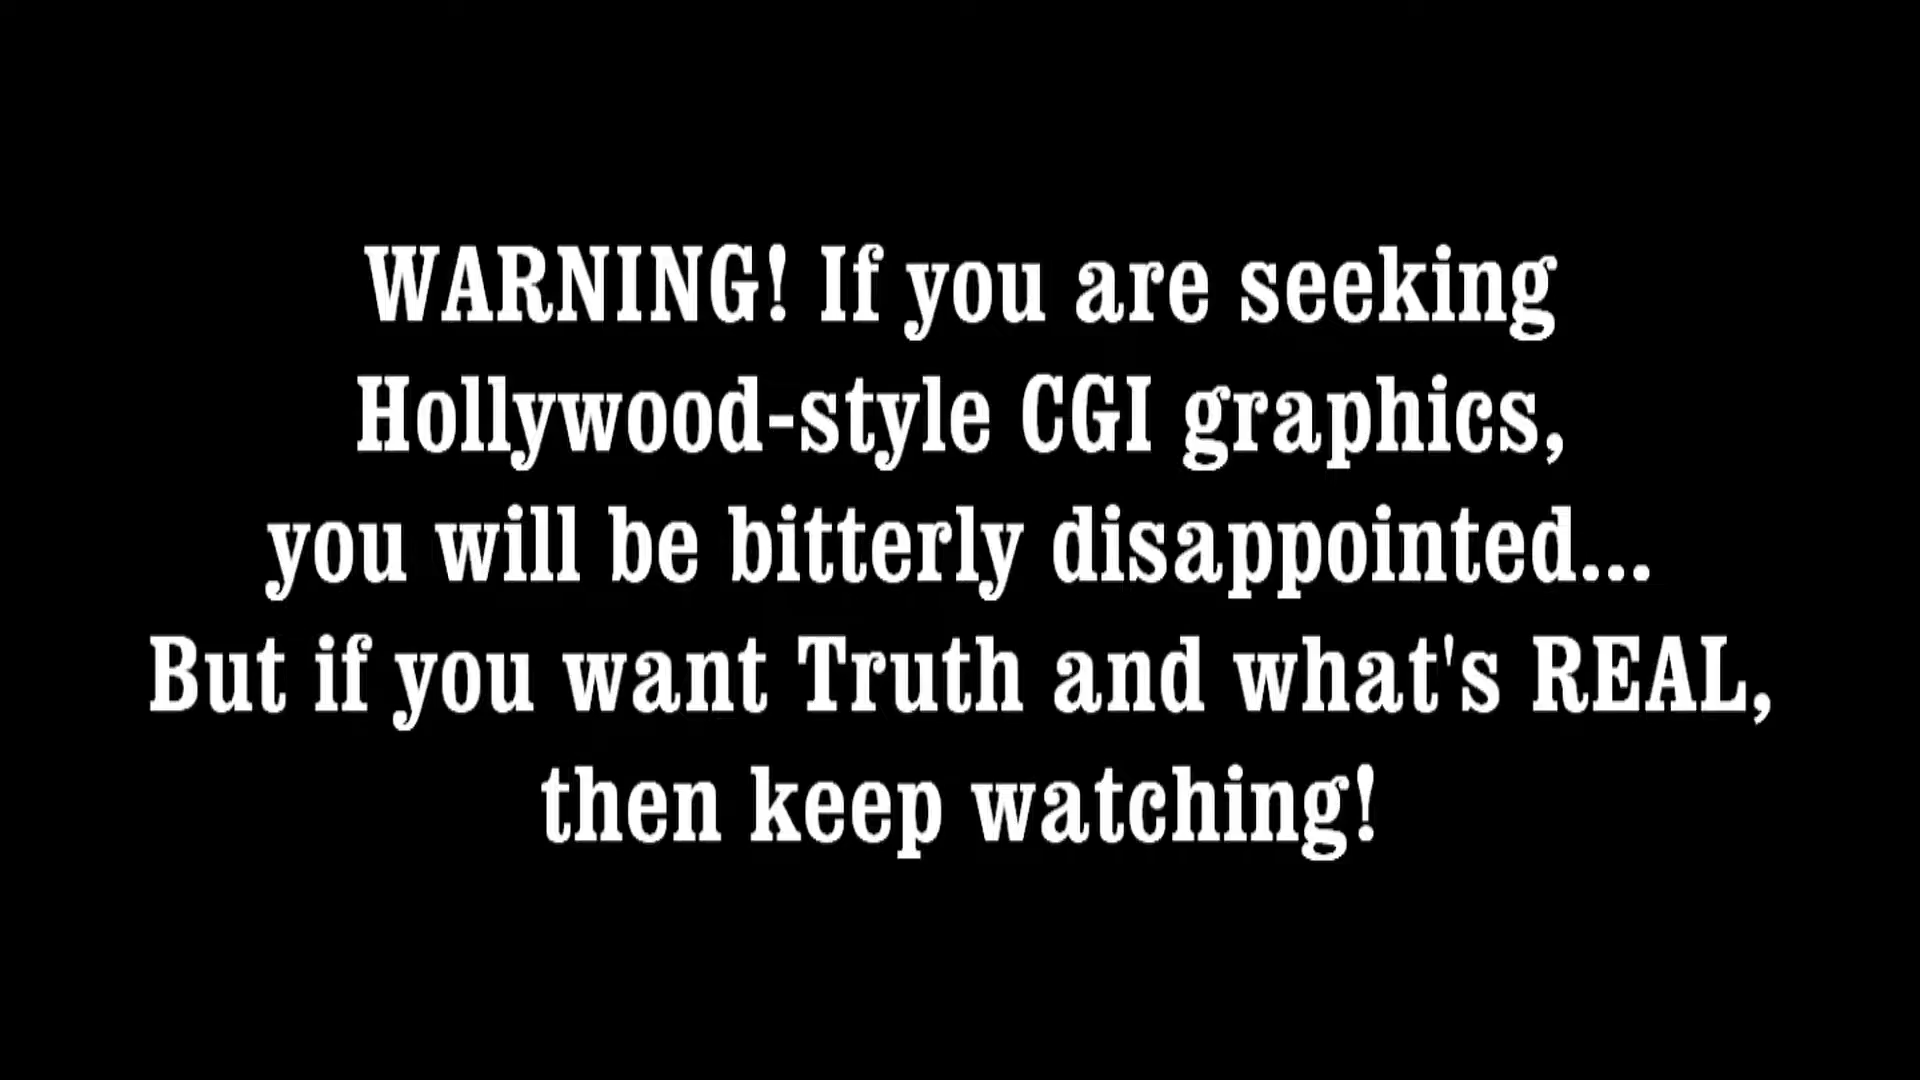 WARNING! If you are seeking
Hollywood-style CGI graphics,
you will be bitterly disappointed...
But if you want Truth and what's REAL,
then keep watching!